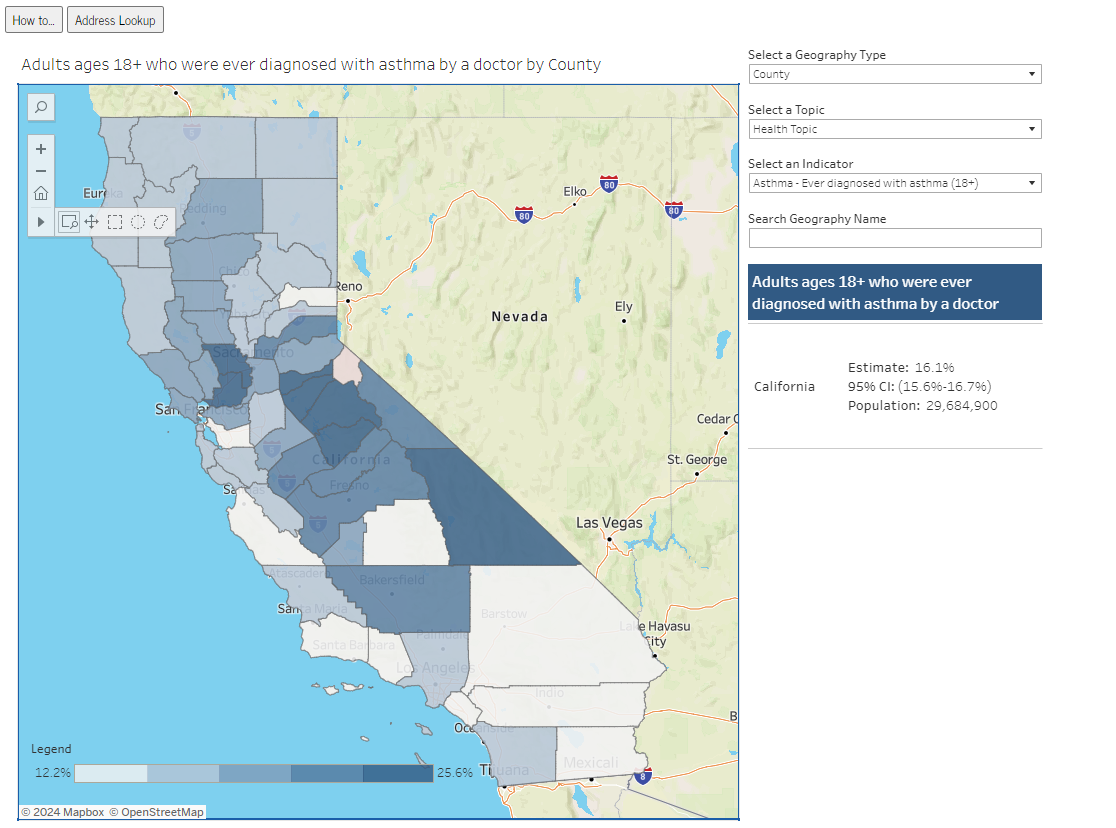 How to...
Address Lookup
Adults ages 18+ who were ever diagnosed with asthma by a doctor by County
Select a Geography Type
County
Select a Topic
Health Topic
Select an Indicator
Asthma - Ever diagnosed with asthma (18+)
Search Geography Name
Adults ages 18+ who were ever
diagnosed with asthma by a doctor
California
Estimate: 16.1%
95% CI: (15.6%-16.7%)
Population: 29,684,900
5
Eureka
Redding
Chico
Reno
Elko
80
80
80
Nevada
Ely
Sacramento
San Francisco
5
California
5
Fresno
5
Cedar C
St. George
Las Vegas
Atascadero
Bakersfield
Santa Maria
Barstow
Lake Havasu
City
Santa Barbara
Palmdale
Los Angeles
Indio
Oceanside
B
Mexicali
Tijuana
8
Legend
12.2%
25.6%
© 2024 Mapbox © OpenStreetMap